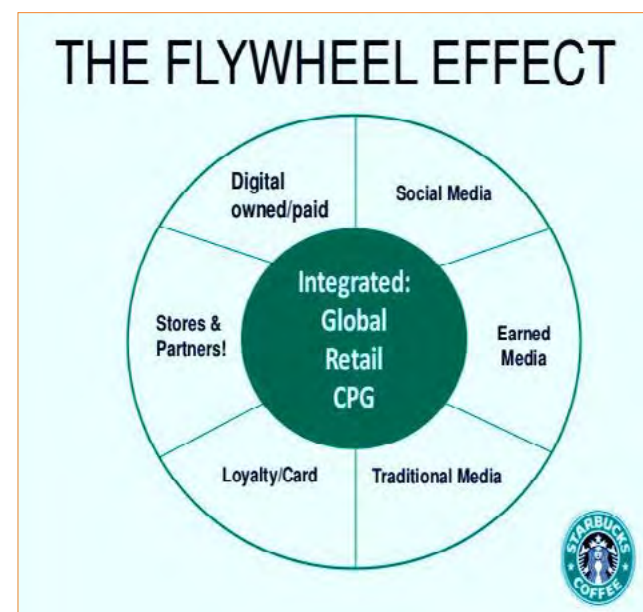 THE FLYWHEEL EFFECT
Digital
owned/paid
Social Media
Integrated:
Global
Retail
CPG
Stores &
Partners!
Earned
Media
Loyalty/Card
Traditional Media
STARBUCKS
COFFEE